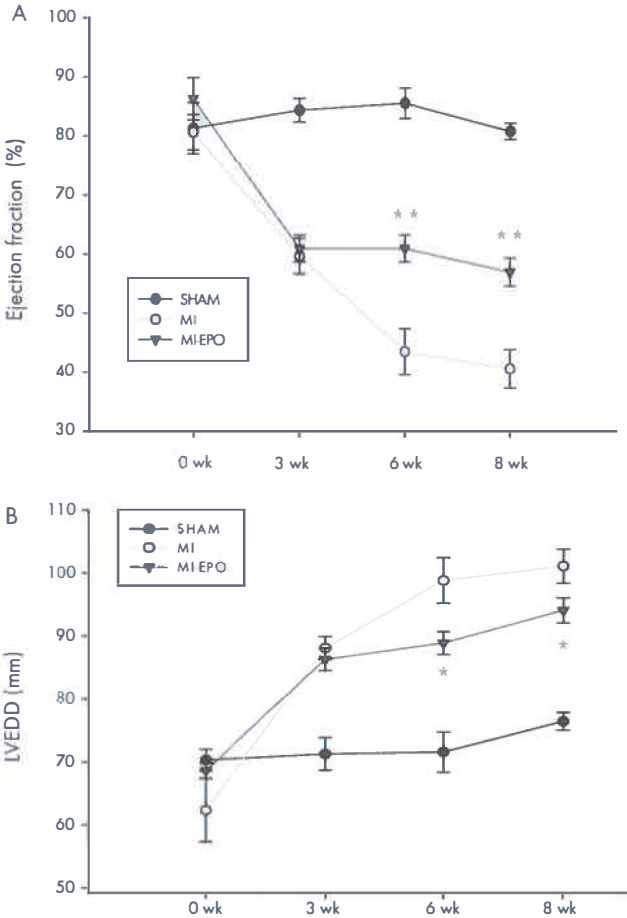 A
100
90
80
70
60
50
40
30
Ejection fraction (%)
* *
* *
SHAM
MI
MI-EPO
0 wk 3 wk 6 wk 8 wk
B
110
100
90
80
70
60
50
LVEDD (mm)
SHAM
MI
MI-EPO
*
*
0 wk 3 wk 6 wk 8 wk